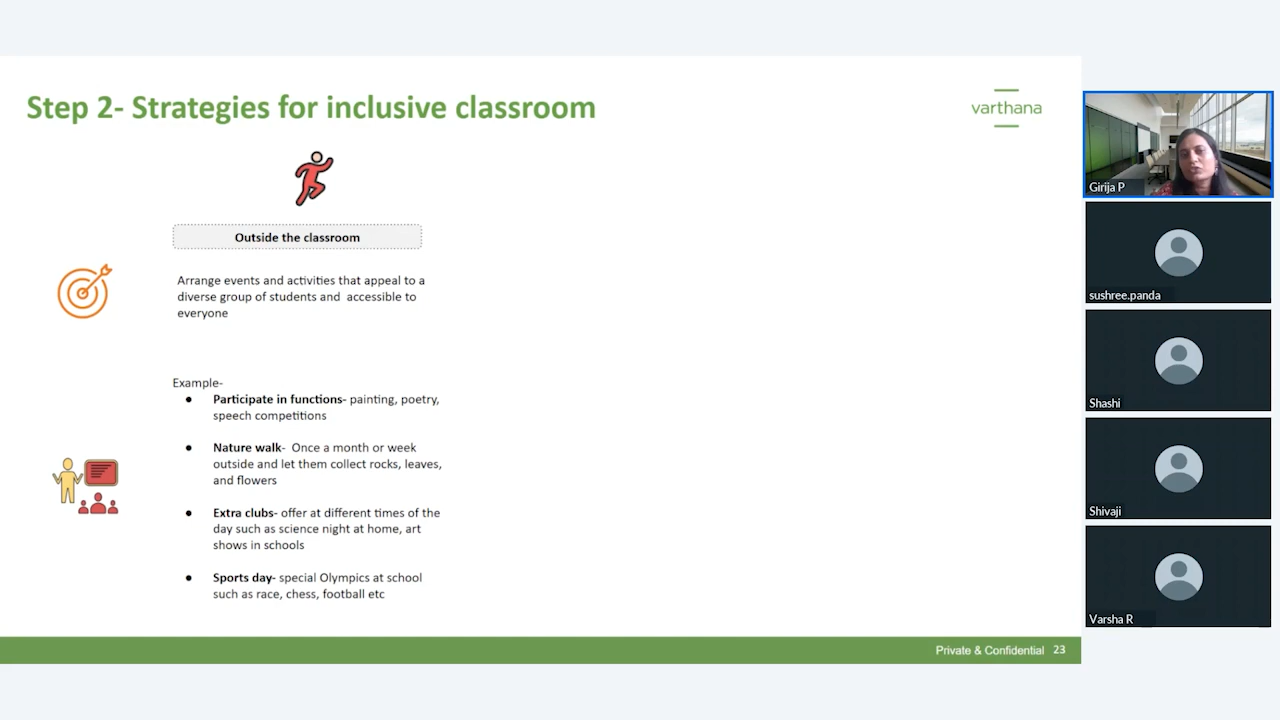 Step 2- Strategies for inclusive classroom
varthana
Outside the classroom
Arrange events and activities that appeal to a
diverse group of students and accessible to
everyone
Example-
● Participate in functions- painting, poetry,
speech competitions
● Nature walk- Once a month or week
outside and let them collect rocks, leaves,
and flowers
● Extra clubs- offer at different times of the
day such as science night at home, art
shows in schools
● Sports day- special Olympics at school
such as race, chess, football etc
Private & Confidential 23
Girija P
sushree.panda
Shashi
Shivaji
Varsha R